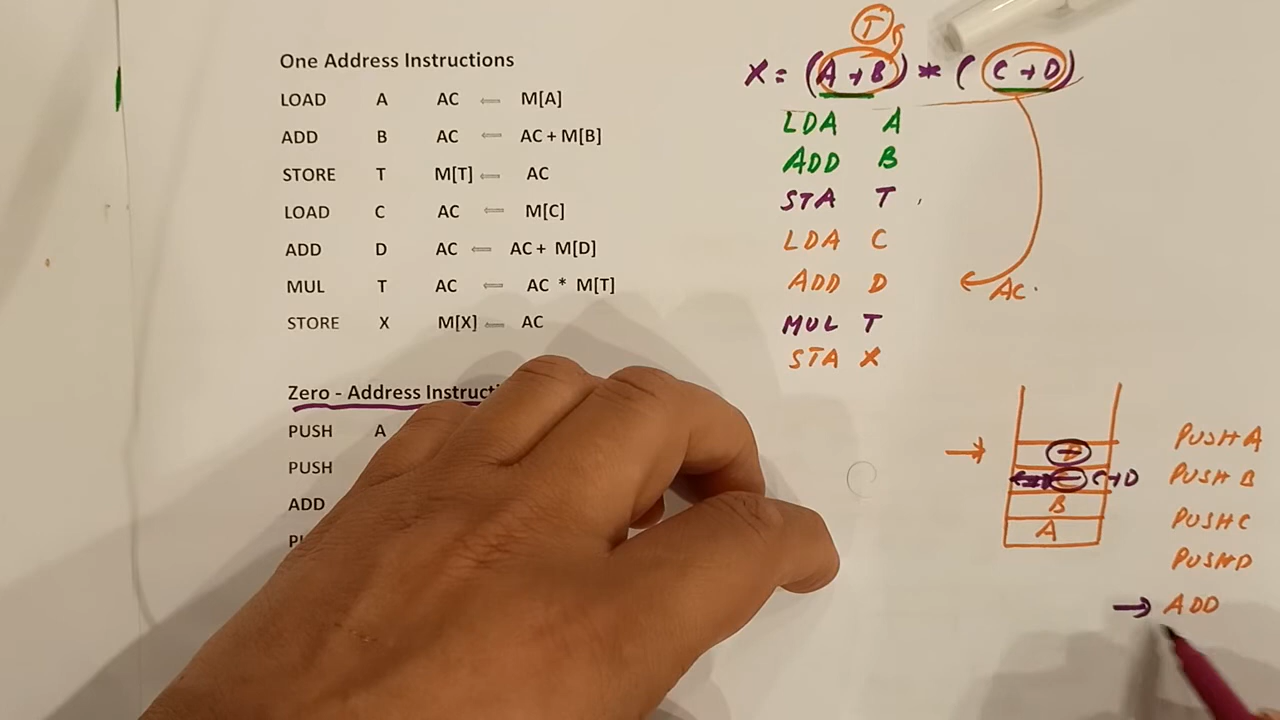 One Address Instructions
LOAD A AC ⇐ M[A]
ADD B AC ⇐ AC + M[B]
STORE T M[T] ⇐ AC
LOAD C AC ⇐ M[C]
ADD D AC ⇐ AC + M[D]
MUL T AC ⇐ AC * M[T]
STORE X M[X] ⇐ AC
Zero - Address Instructi
PUSH A
PUSH
ADD
T
X = (A + B) * ( C + D)
LDA A
ADD B
STA T
LDA C
ADD D
MUL T
STA X
AC
C+D
B
A
PUSH A
PUSH B
PUSH C
PUSH D
→ ADD